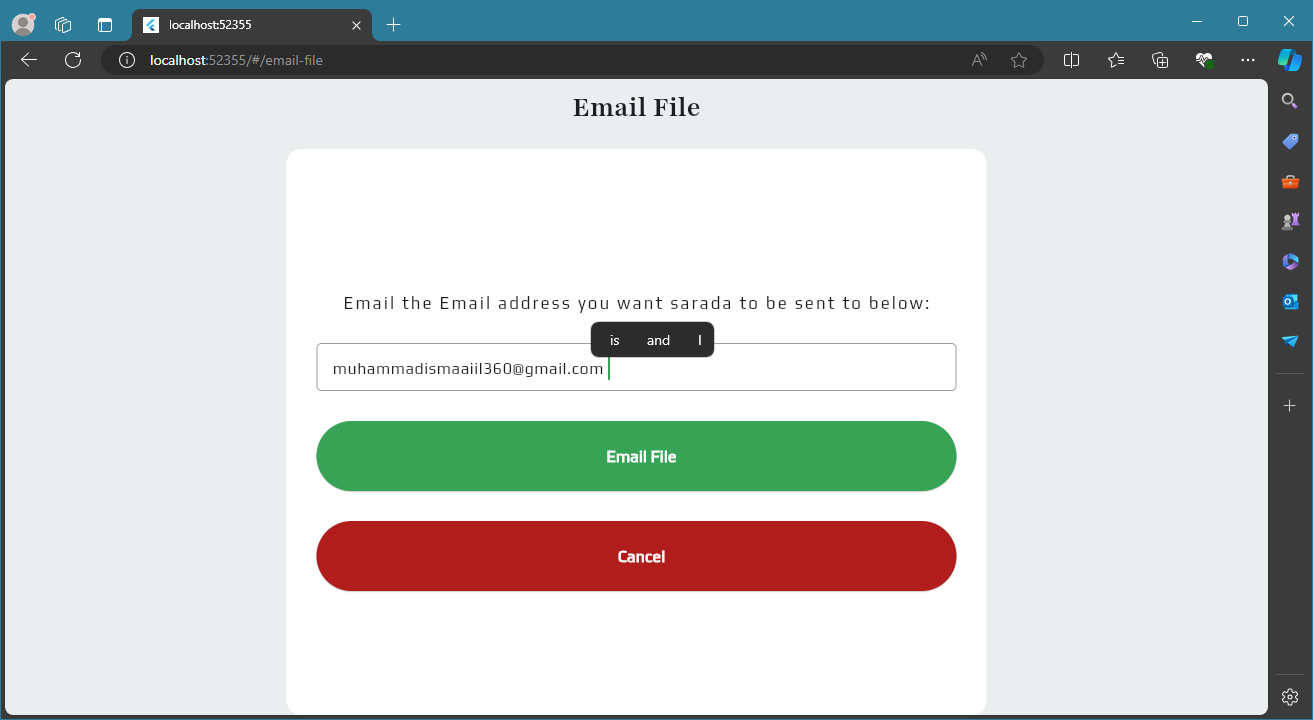 localhost:52355
localhost:52355/#/email-file
Email File
Email the Email address you want sarada to be sent to below:
is and I
muhammadismaaiil360@gmail.com
Email File
Cancel